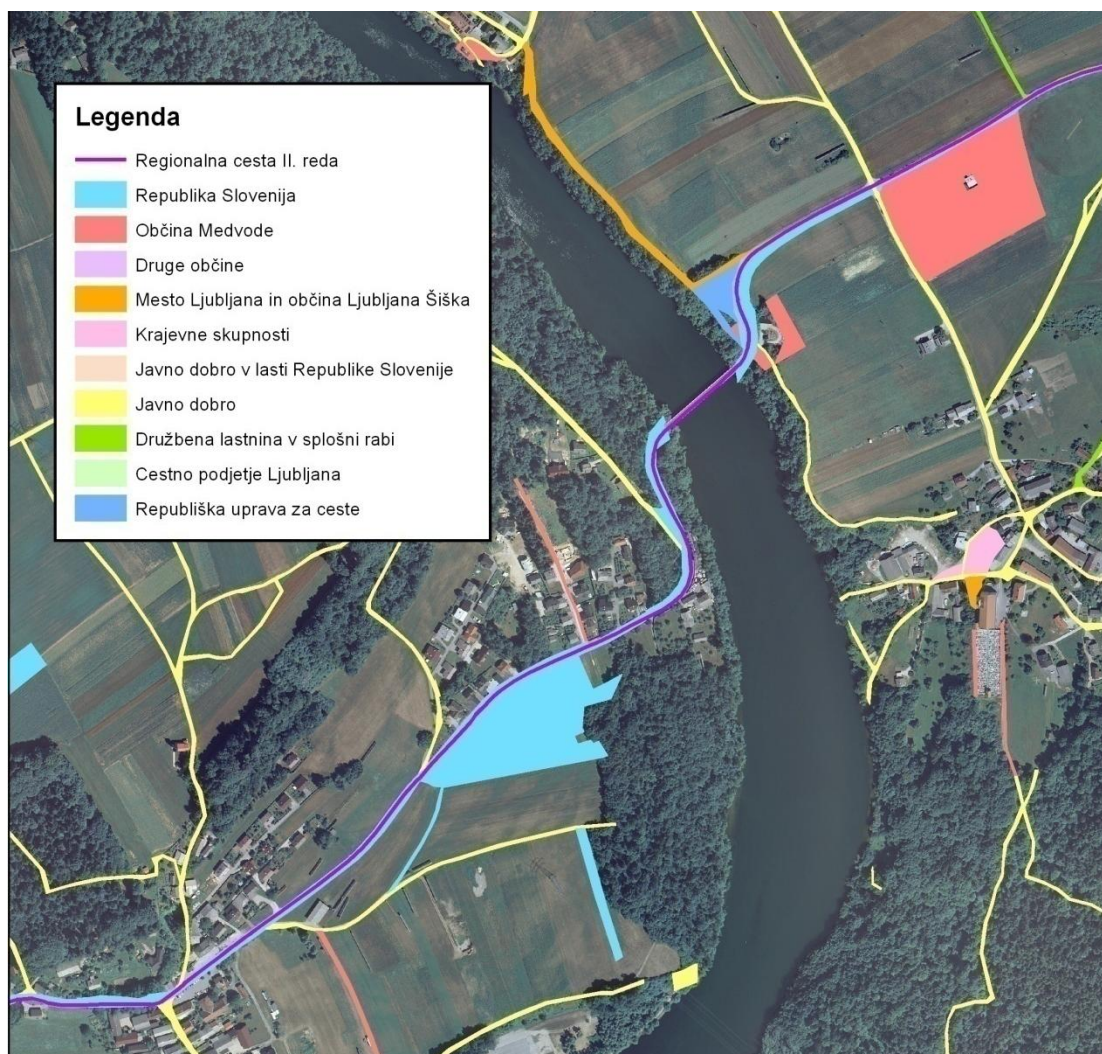 Legenda
Regionalna cesta II. reda
Republika Slovenija
Občina Medvode
Druge občine
Mesto Ljubljana in občina Ljubljana Šiška
Krajevne skupnosti
Javno dobro v lasti Republike Slovenije
Javno dobro
Družbena lastnina v splošni rabi
Cestno podjetje Ljubljana
Republiška uprava za ceste